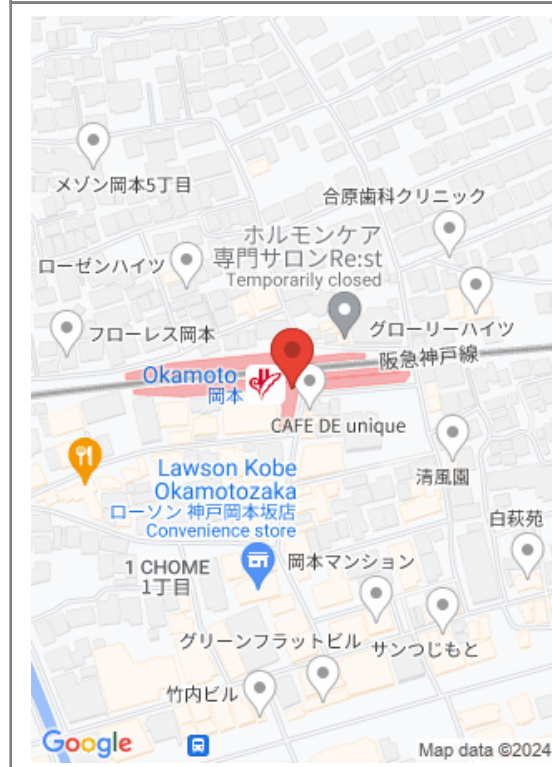 メゾン岡本5丁目
合原歯科クリニック
ホルモンケア
専門サロンRe:st
Temporarily closed
ローゼンハイツ
グローリーハイツ
フローレス岡本
阪急神戸線
Okamoto
岡本
CAFE DE unique
Lawson Kobe
Okamotozaka
ローソン 神戸岡本坂店
Convenience store
清風園
白萩苑
1 CHOME
1丁目
岡本マンション
グリーンフラットビル
サンつじもと
竹内ビル
Google
Map data ©2024